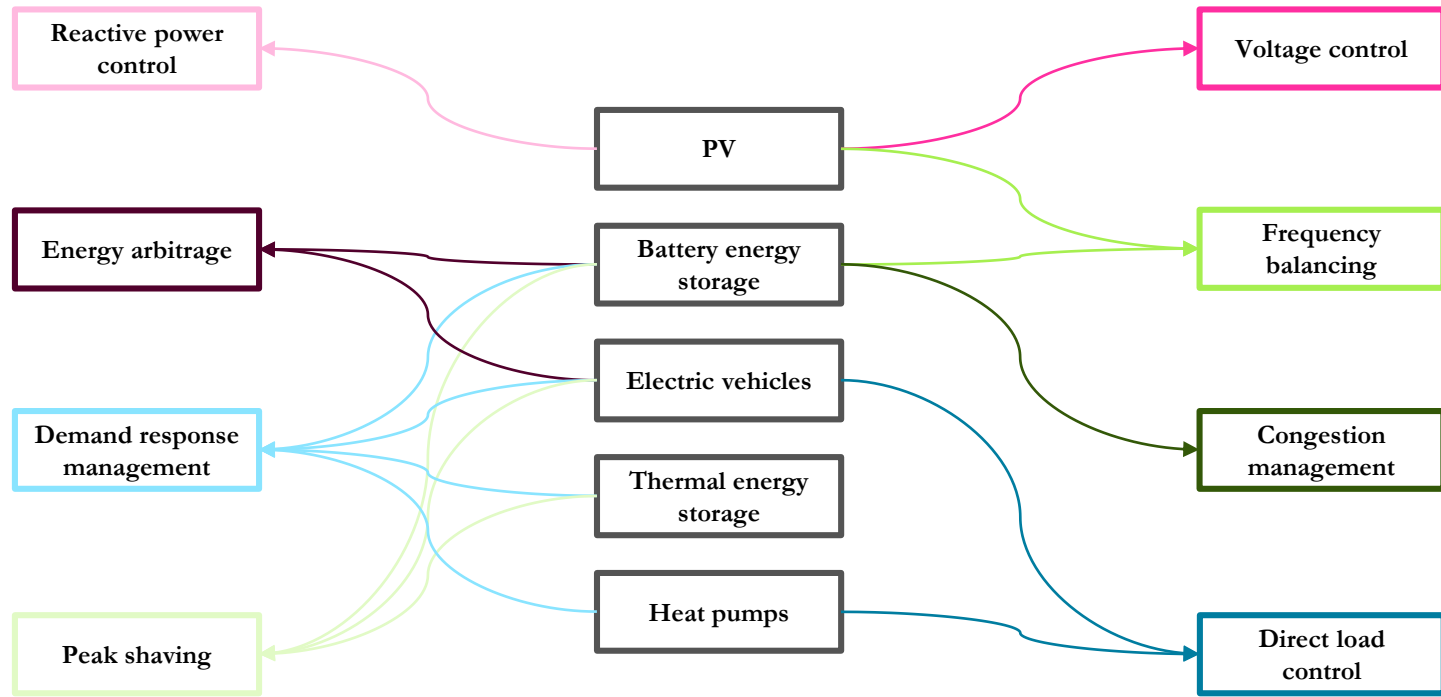 Reactive power
control
Energy arbitrage
Demand response
management
Peak shaving
PV
Battery energy
storage
Electric vehicles
Thermal energy
storage
Heat pumps
Voltage control
Frequency
balancing
Congestion
management
Direct load
control